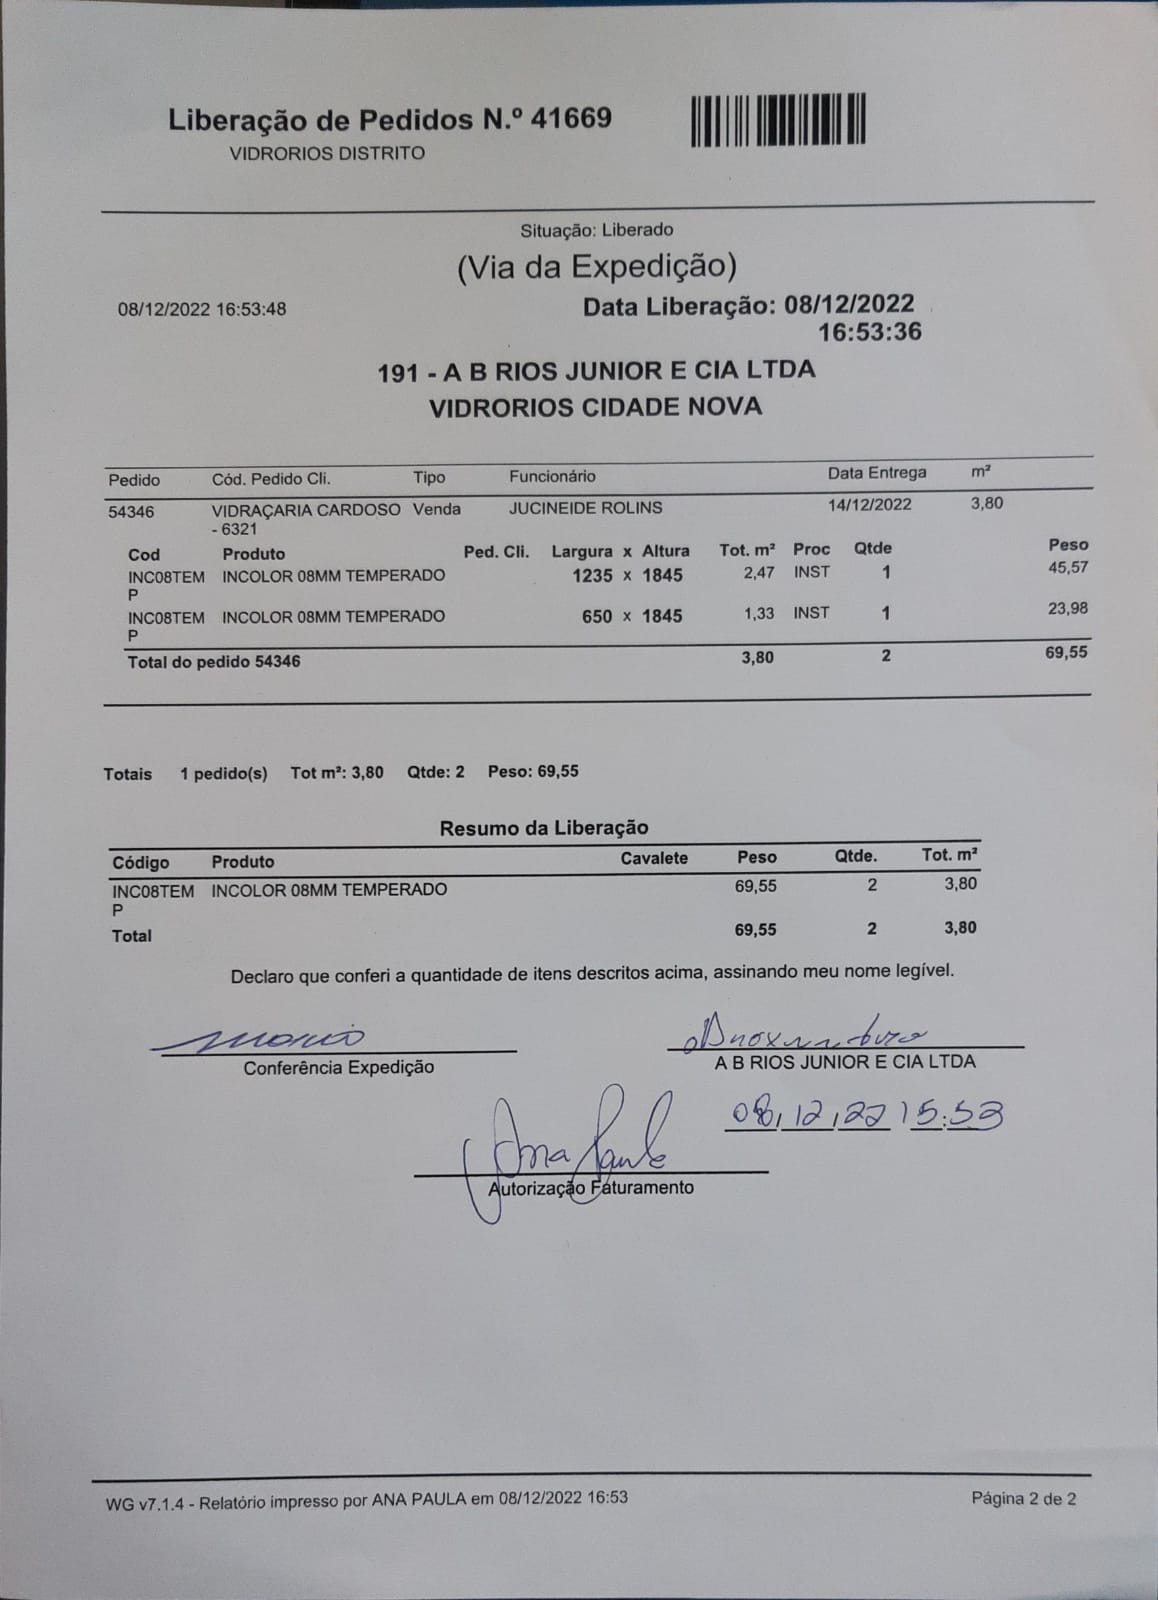 Liberação de Pedidos N.º 41669
VIDRORIOS DISTRITO
Situação: Liberado
(Via da Expedição)
08/12/2022 16:53:48
Data Liberação: 08/12/2022
16:53:36
191 - A B RIOS JUNIOR E CIA LTDA
VIDRORIOS CIDADE NOVA
Pedido Cód. Pedido Cli. Tipo Funcionário Data Entrega m²
54346 VIDRAÇARIA CARDOSO Venda JUCINEIDE ROLINS 14/12/2022 3,80
- 6321
Cod Produto Ped. Cli. Largura x Altura Tot. m² Proc Qtde Peso
INC08TEM INCOLOR 08MM TEMPERADO 1235 x 1845 2,47 INST 1 45,57
P
INC08TEM INCOLOR 08MM TEMPERADO 650 x 1845 1,33 INST 1 23,98
P
Total do pedido 54346 3,80 2 69,55
Totais 1 pedido(s) Tot m²: 3,80 Qtde: 2 Peso: 69,55
Resumo da Liberação
Código Produto Cavalete Peso Qtde. Tot. m²
INC08TEM INCOLOR 08MM TEMPERADO 69,55 2 3,80
P
Total 69,55 2 3,80
Declaro que conferi a quantidade de itens descritos acima, assinando meu nome legível.
Conferência Expedição
A B RIOS JUNIOR E CIA LTDA
08,12,22 15:53
Ana Paula
Autorização Faturamento
WG v7.1.4 - Relatório impresso por ANA PAULA em 08/12/2022 16:53
Página 2 de 2